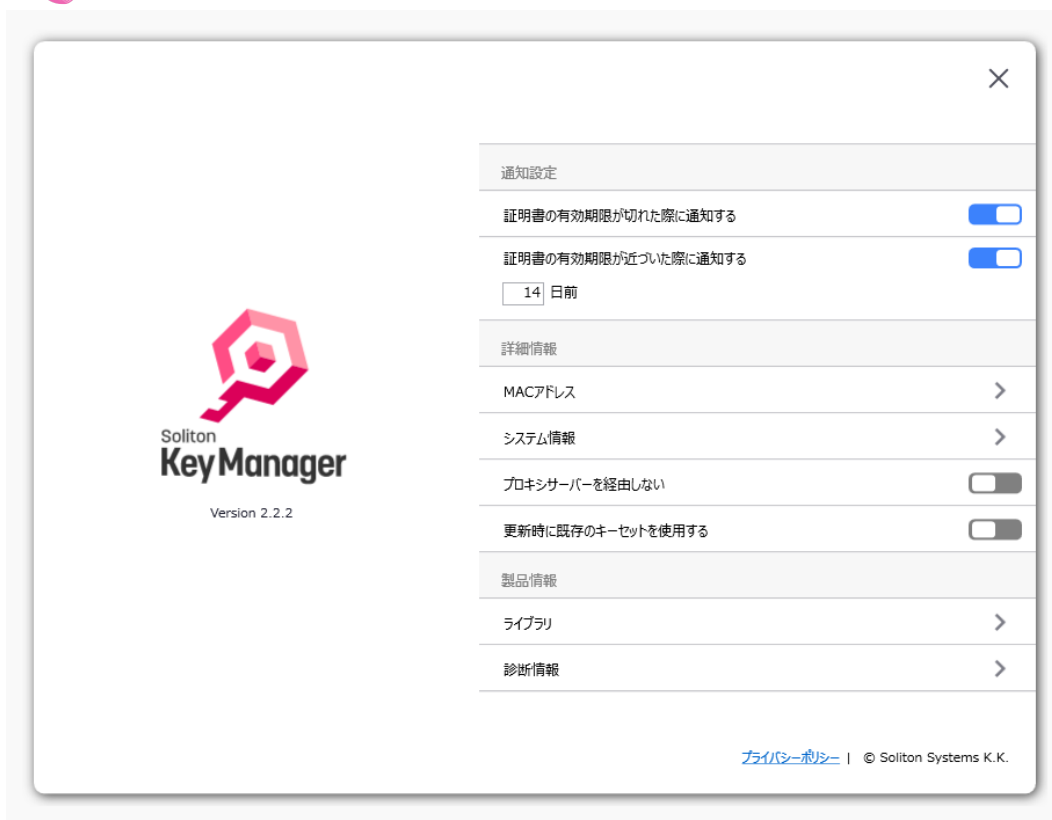 通知設定
証明書の有効期限が切れた際に通知する
証明書の有効期限が近づいた際に通知する
14 日前
詳細情報
MACアドレス
システム情報
プロキシサーバーを経由しない
更新時に既存のキーセットを使用する
製品情報
ライブラリ
診断情報
Soliton
KeyManager
Version 2.2.2
プライバシーポリシー | © Soliton Systems K.K.